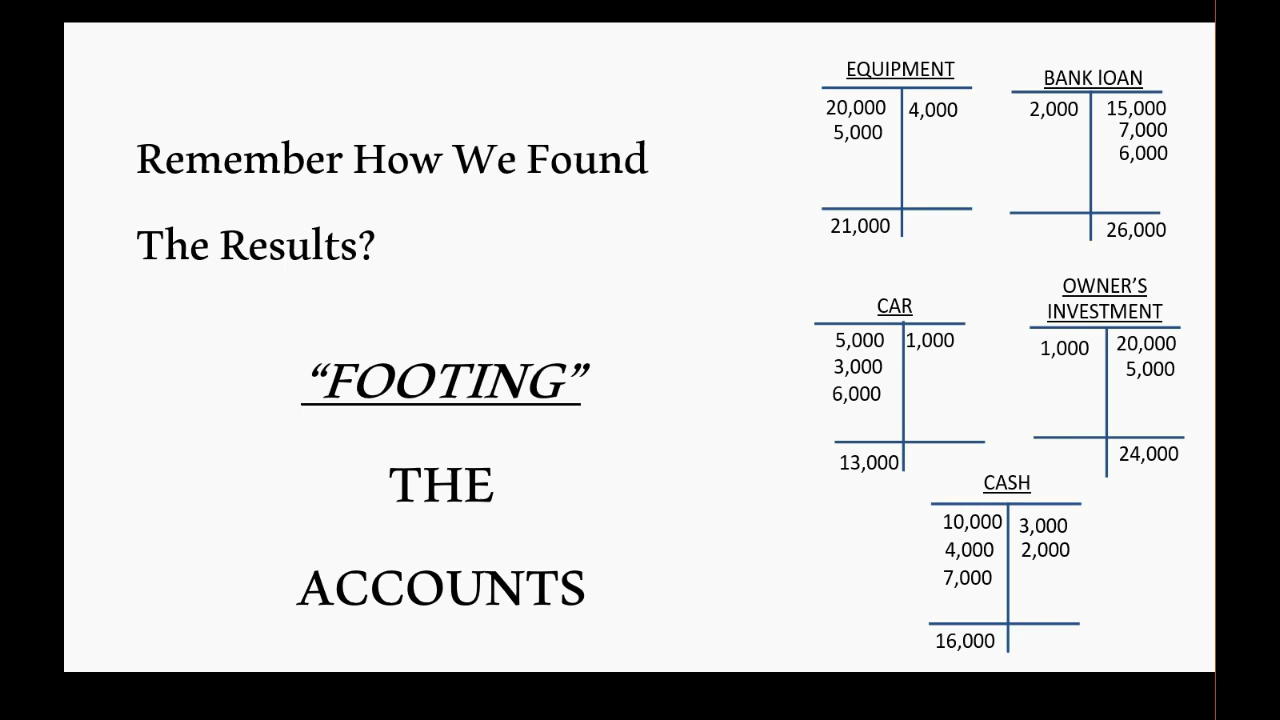 Remember How We Found
The Results?
“FOOTING”
THE
ACCOUNTS
EQUIPMENT
20,000 4,000
5,000
21,000
BANK lOAN
2,000 15,000
7,000
6,000
26,000
CAR
5,000 1,000
3,000
6,000
13,000
OWNER’S
INVESTMENT
1,000 20,000
5,000
24,000
CASH
10,000 3,000
4,000 2,000
7,000
16,000